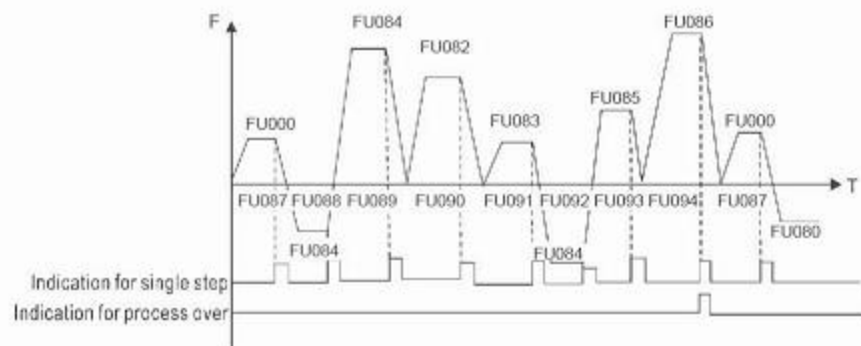 F
FU084
FU086
FU082
FU085
FU000
FU083
FU000
T
FU087 FU088 FU089 FU090 FU091 FU092 FU093 FU094 FU087
FU080
FU084
FU084
Indication for single step
Indication for process over